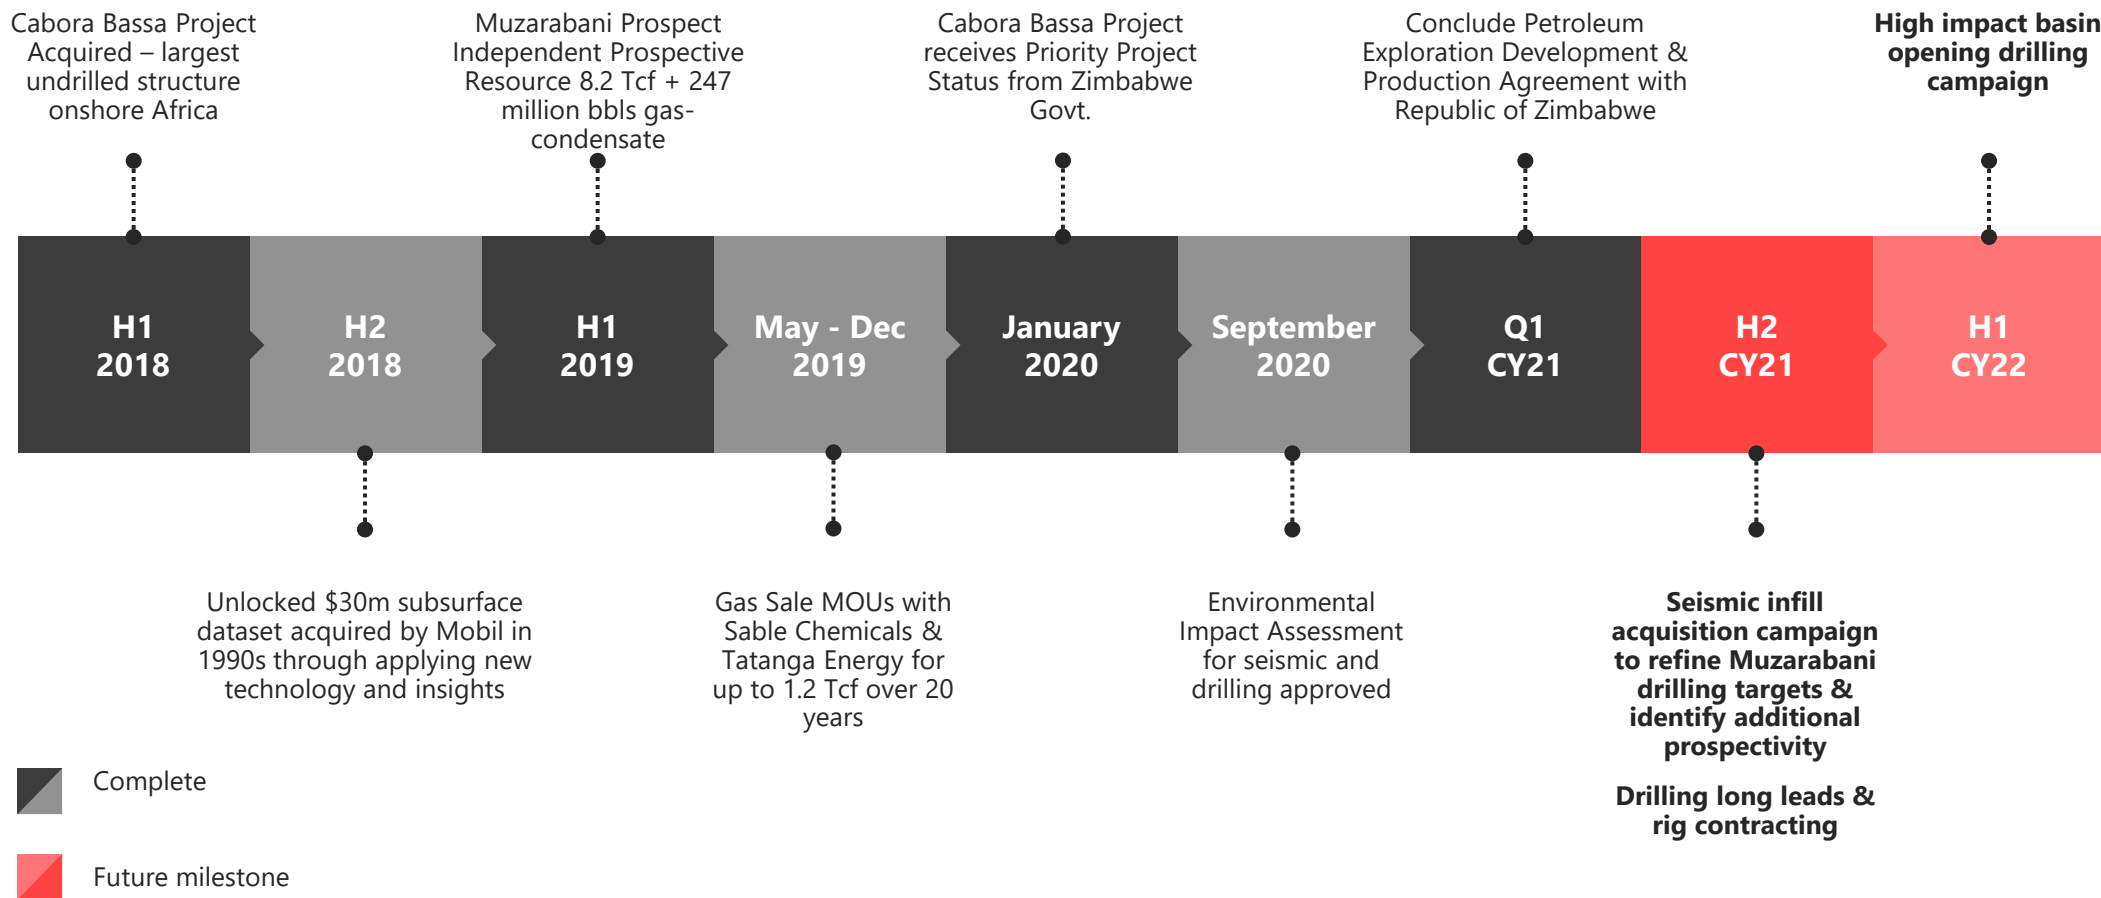 Cabora Bassa Project
Acquired – largest
undrilled structure
onshore Africa
Muzarabani Prospect
Independent Prospective
Resource 8.2 Tcf + 247
million bbls gas-
condensate
Cabora Bassa Project
receives Priority Project
Status from Zimbabwe
Govt.
Conclude Petroleum
Exploration Development &
Production Agreement with
Republic of Zimbabwe
High impact basin
opening drilling
campaign
H1
2018
H2
2018
H1
2019
May - Dec
2019
January
2020
September
2020
Q1
CY21
H2
CY21
H1
CY22
Unlocked $30m subsurface
dataset acquired by Mobil in
1990s through applying new
technology and insights
Gas Sale MOUs with
Sable Chemicals &
Tatanga Energy for
up to 1.2 Tcf over 20
years
Environmental
Impact Assessment
for seismic and
drilling approved
Seismic infill
acquisition campaign
to refine Muzarabani
drilling targets &
identify additional
prospectivity
Drilling long leads &
rig contracting
Complete
Future milestone